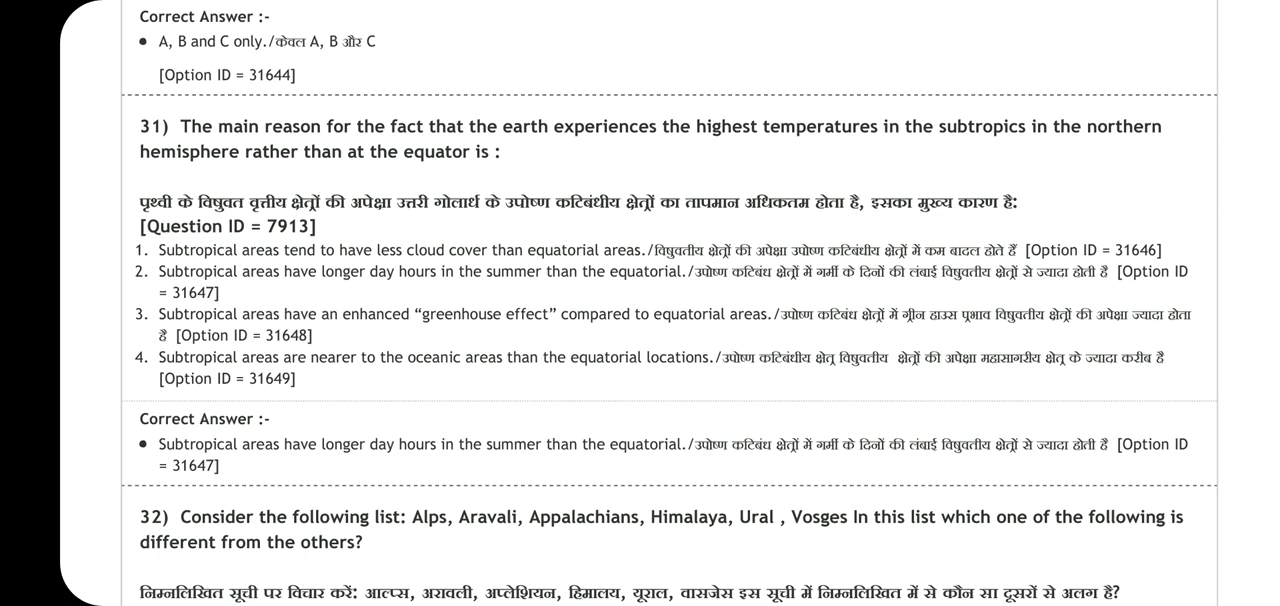 Correct Answer :-
• A, B and C only./केवल A, B और C
[Option ID = 31644]
31) The main reason for the fact that the earth experiences the highest temperatures in the subtropics in the northern
hemisphere rather than at the equator is :
पृथ्वी के विषुवत वृत्तीय क्षेत्रों की अपेक्षा उत्तरी गोलार्ध के उपोष्ण कटिबंधीय क्षेत्रों का तापमान अधिकतम होता है, इसका मुख्य कारण है:
[Question ID = 7913]
1. Subtropical areas tend to have less cloud cover than equatorial areas./विषुवतीय क्षेत्रों की अपेक्षा उपोष्ण कटिबंधीय क्षेत्रों में कम बादल होते हैं [Option ID = 31646]
2. Subtropical areas have longer day hours in the summer than the equatorial./उपोष्ण कटिबंध क्षेत्रों में गर्मी के दिनों की लंबाई विषुवतीय क्षेत्रों से ज्यादा होती है [Option ID
= 31647]
3. Subtropical areas have an enhanced “greenhouse effect” compared to equatorial areas./उपोष्ण कटिबंध क्षेत्रों में ग्रीन हाउस प्रभाव विषुवतीय क्षेत्रों की अपेक्षा ज्यादा होता
है [Option ID = 31648]
4. Subtropical areas are nearer to the oceanic areas than the equatorial locations./उपोष्ण कटिबंधीय क्षेत्र विषुवतीय क्षेत्रों की अपेक्षा महासागरीय क्षेत्र के ज्यादा करीब है
[Option ID = 31649]
Correct Answer :-
• Subtropical areas have longer day hours in the summer than the equatorial./उपोष्ण कटिबंध क्षेत्रों में गर्मी के दिनों की लंबाई विषुवतीय क्षेत्रों से ज्यादा होती है [Option ID
= 31647]
32) Consider the following list: Alps, Aravali, Appalachians, Himalaya, Ural , Vosges In this list which one of the following is
different from the others?
निम्नलिखित सूची पर विचार करें: आल्प्स, अरावली, अप्लेशियन, हिमालय, यूराल, वासजेस इस सूची में निम्नलिखित में से कौन सा दूसरों से अलग है?